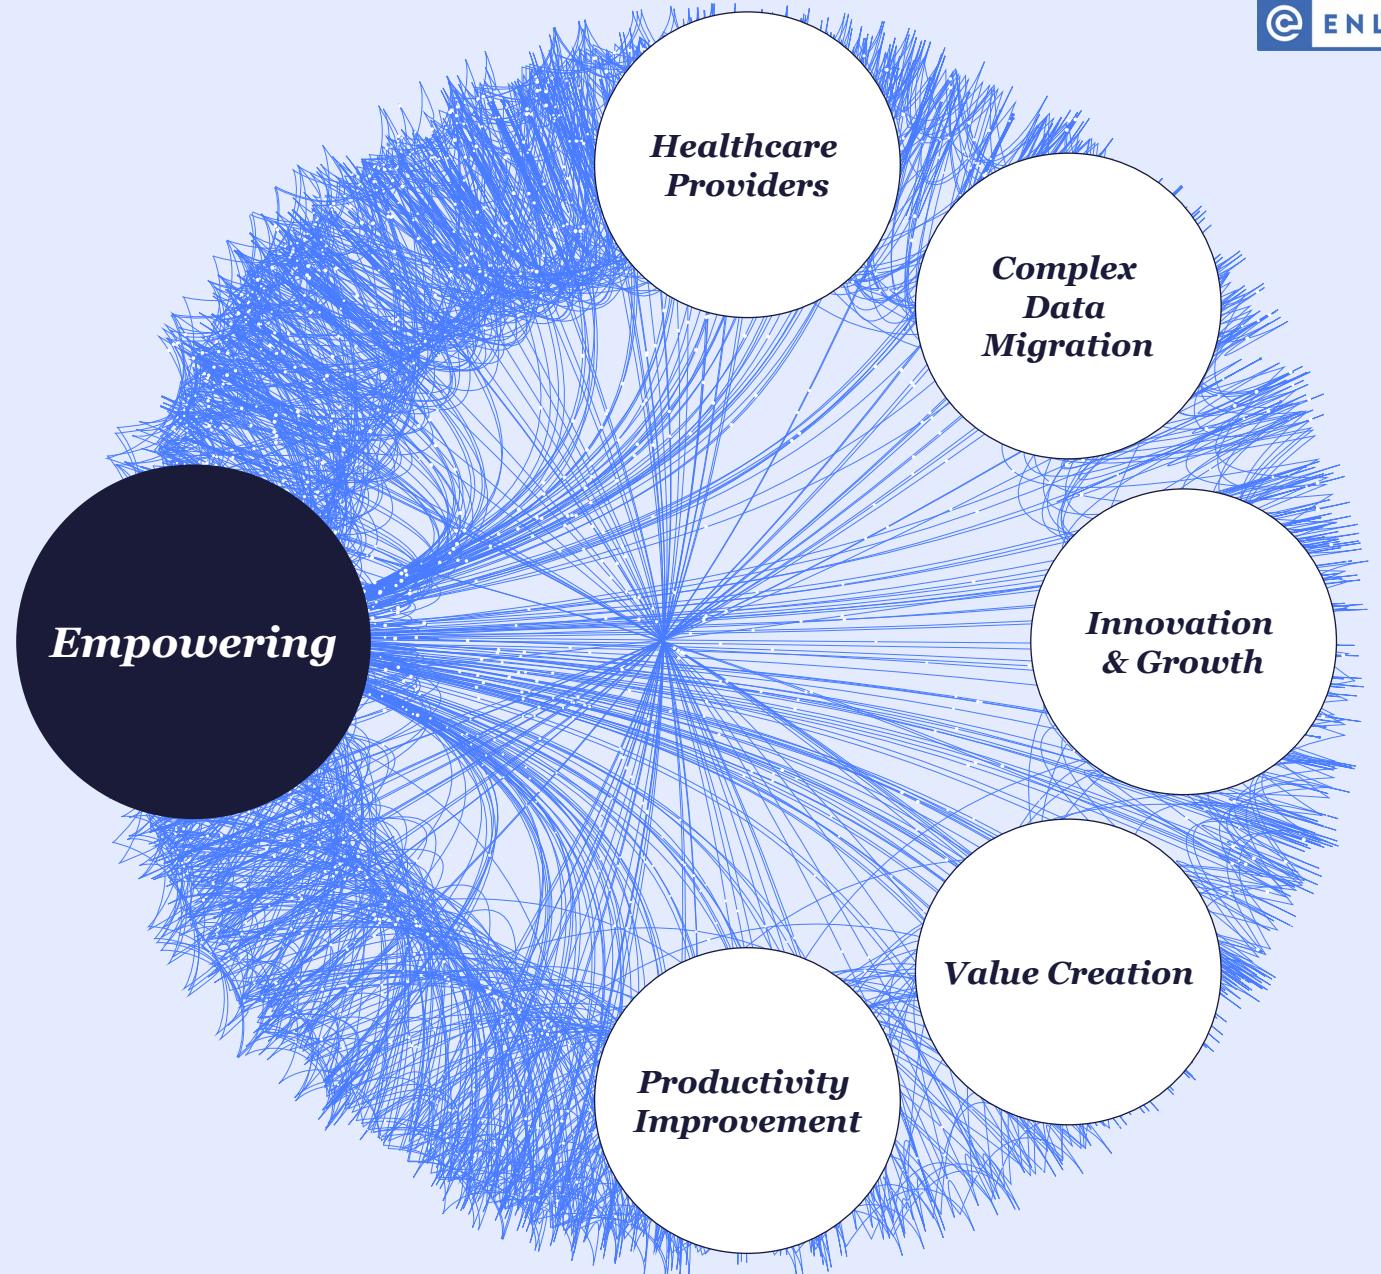 ENL
Healthcare
Providers
Complex
Data
Migration
Innovation
& Growth
Empowering
Value Creation
Productivity
Improvement